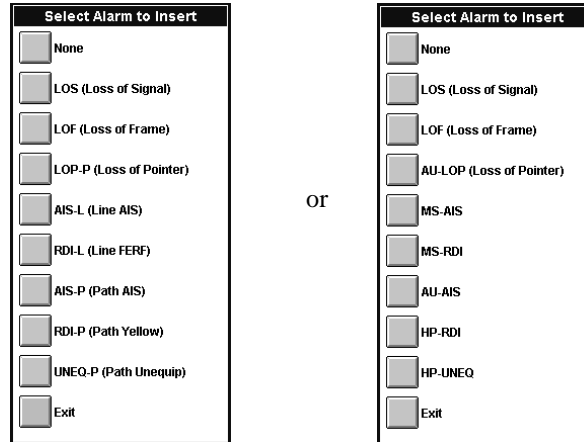 Select Alarm to Insert
None
LOS (Loss of Signal)
LOF (Loss of Frame)
LOP-P (Loss of Pointer)
AIS-L (Line AIS)
RDI-L (Line FERF)
AIS-P (Path AIS)
RDI-P (Path Yellow)
UNEQ-P (Path Unequip)
Exit
or
Select Alarm to Insert
None
LOS (Loss of Signal)
LOF (Loss of Frame)
AU-LOP (Loss of Pointer)
MS-AIS
MS-RDI
AU-AIS
HP-RDI
HP-UNEQ
Exit